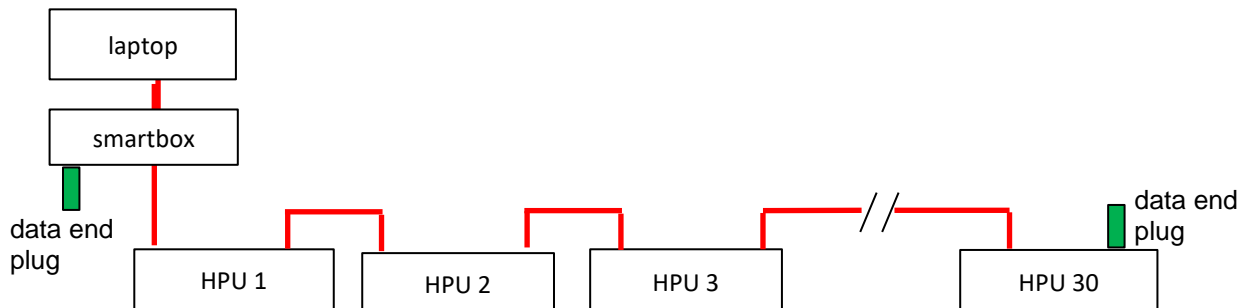 laptop
smartbox
data end
plug
HPU 1
HPU 2
HPU 3
HPU 30
data end
plug